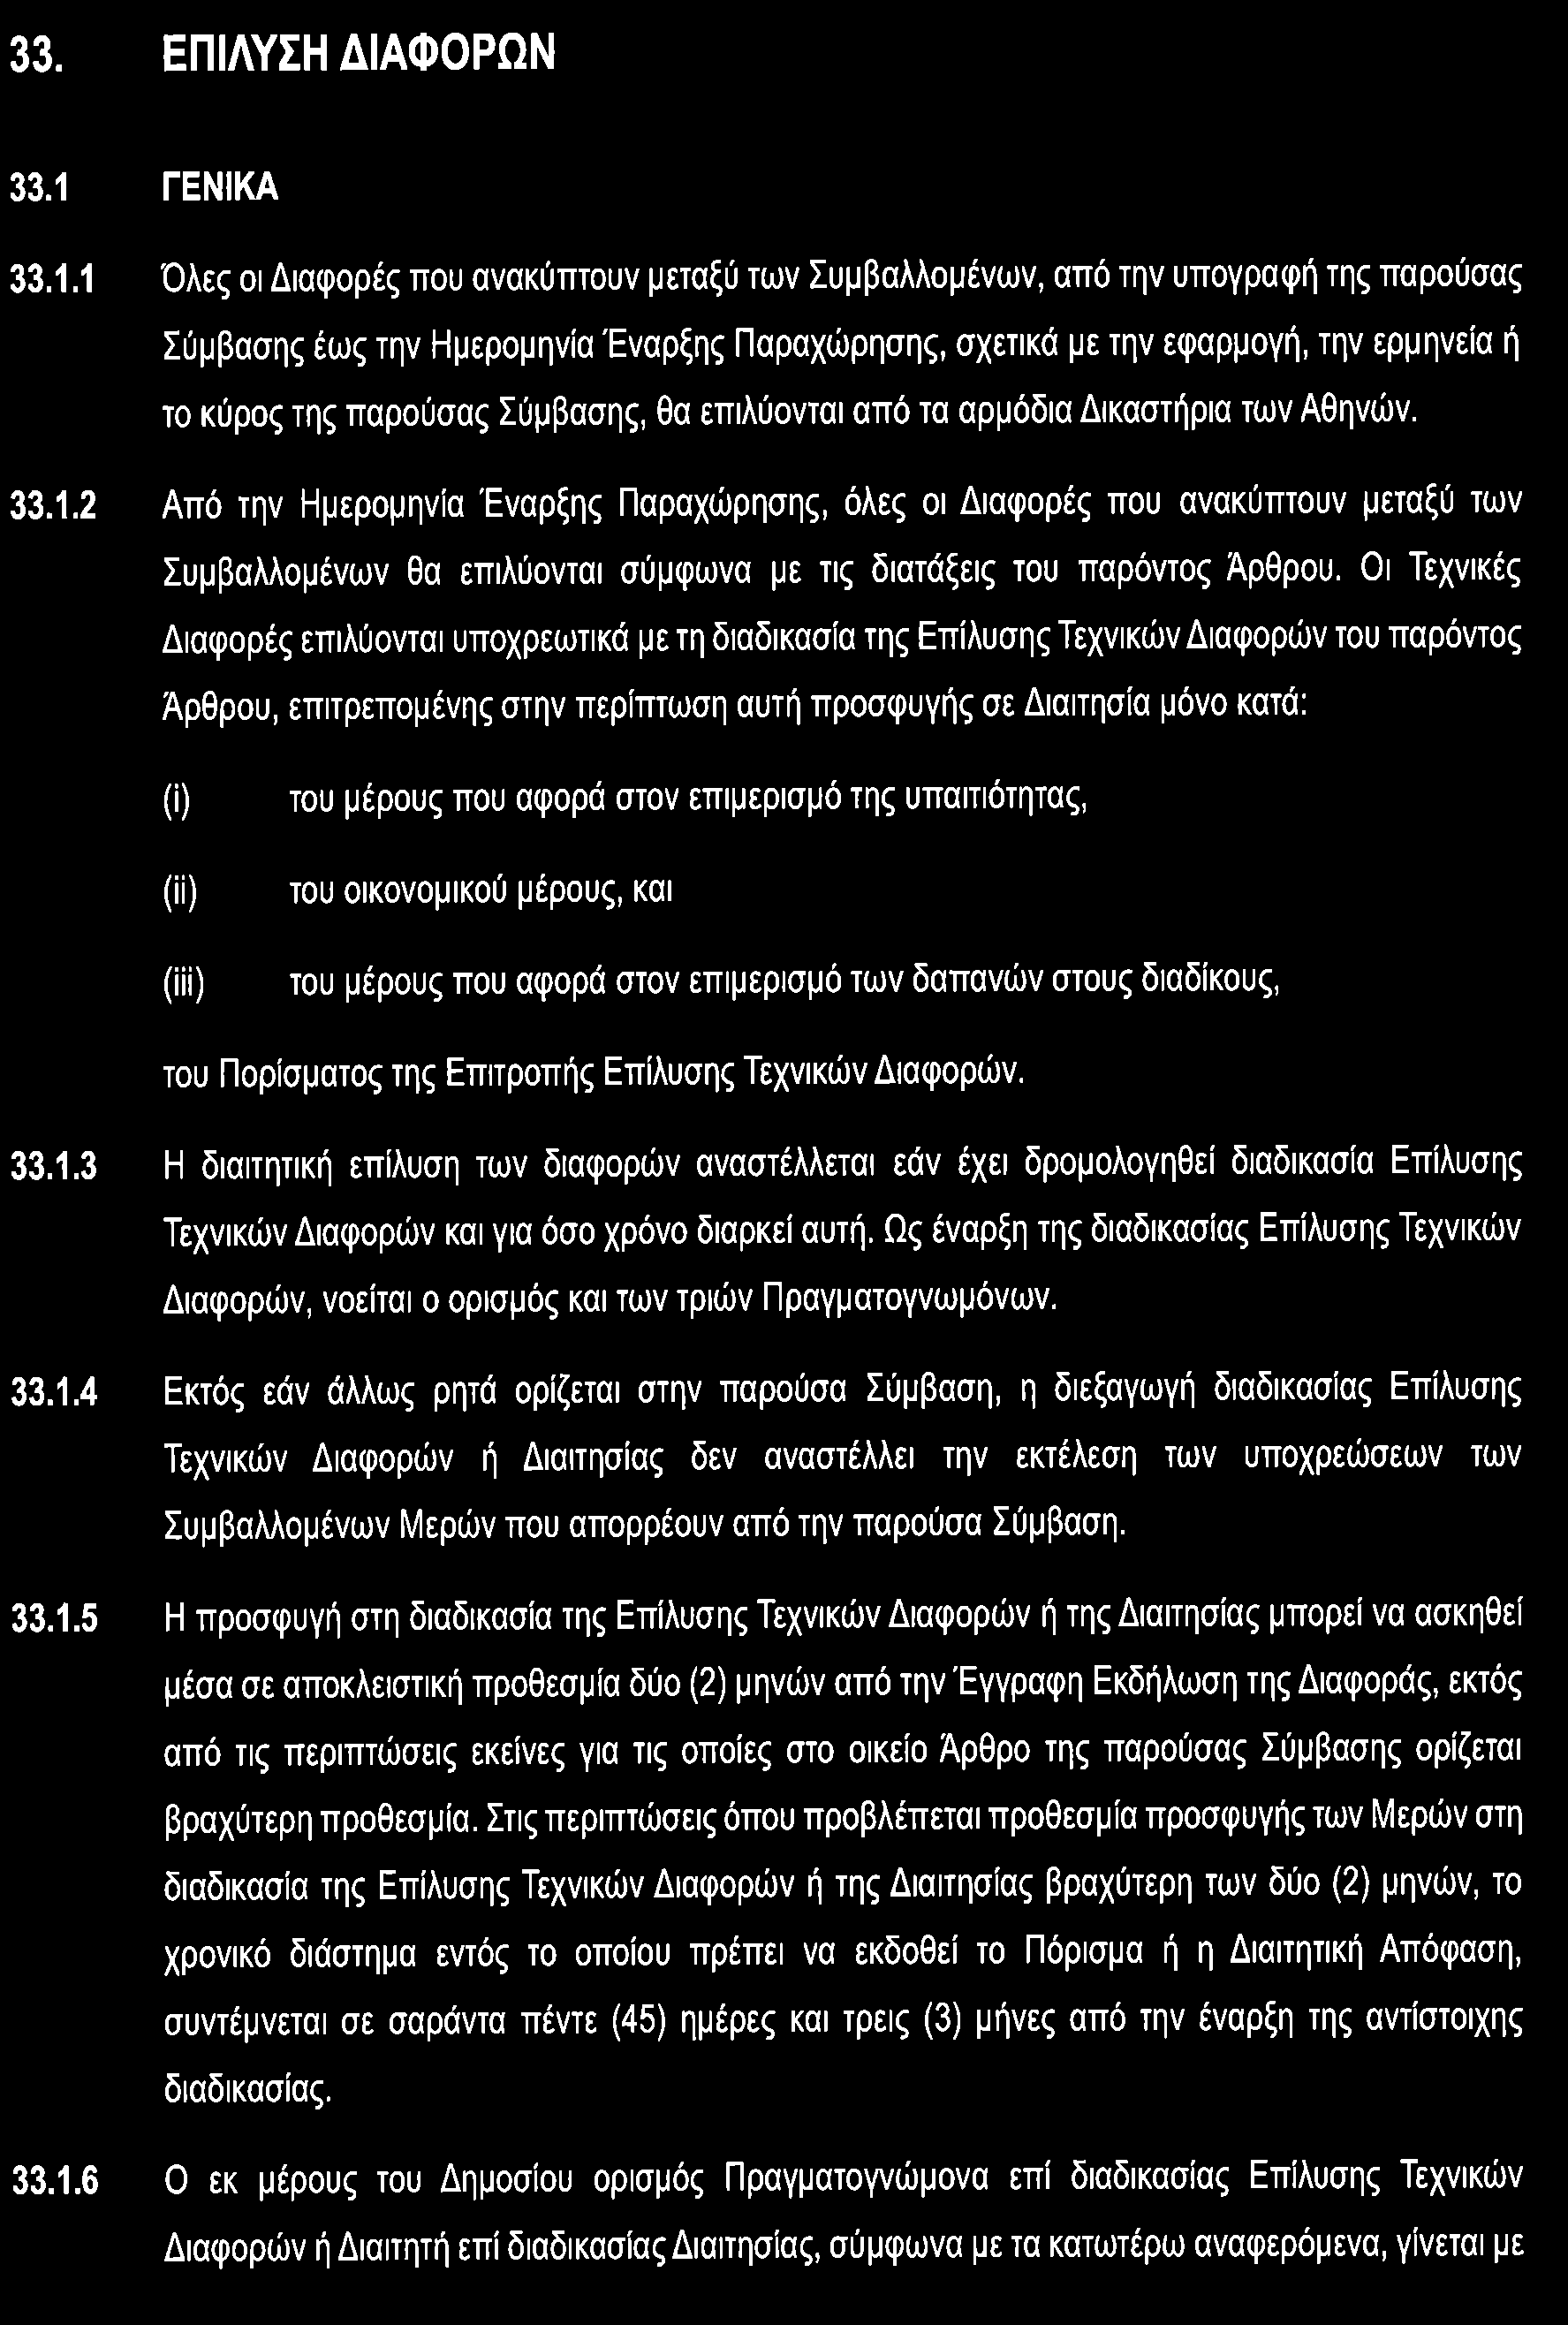 33. ΕΠΙΛΥΣΗ ΔΙΑΦΟΡΩΝ
33.1 ΓΕΝΙΚΑ
33.1.1 Όλες οι Διαφορές που ανακύπτουν μεταξύ των Συμβαλλομένων, από την υπογραφή της παρούσας
Σύμβασης έως την Ημερομηνία Έναρξης Παραχώρησης, σχετικά με την εφαρμογή, την ερμηνεία ή
το κύρος της παρούσας Σύμβασης, θα επιλύονται από τα αρμόδια Δικαστήρια των Αθηνών.
33.1.2 Από την Ημερομηνία Έναρξης Παραχώρησης, όλες οι Διαφορές που ανακύπτουν μεταξύ των
Συμβαλλομένων θα επιλύονται σύμφωνα με τις διατάξεις του παρόντος Άρθρου. Οι Τεχνικές
Διαφορές επιλύονται υποχρεωτικά με τη διαδικασία της Επίλυσης Τεχνικών Διαφορών του παρόντος
Άρθρου, επιτρεπομένης στην περίπτωση αυτή προσφυγής σε Διαιτησία μόνο κατά:
(i) του μέρους που αφορά στον επιμερισμό της υπαιτιότητας,
(ii) του οικονομικού μέρους, και
(iii) του μέρους που αφορά στον επιμερισμό των δαπανών στους διαδίκους,
του Πορίσματος της Επιτροπής Επίλυσης Τεχνικών Διαφορών.
33.1.3 Η διαιτητική επίλυση των διαφορών αναστέλλεται εάν έχει δρομολογηθεί διαδικασία Επίλυσης
Τεχνικών Διαφορών και για όσο χρόνο διαρκεί αυτή. Ως έναρξη της διαδικασίας Επίλυσης Τεχνικών
Διαφορών, νοείται ο ορισμός και των τριών Πραγματογνωμόνων.
33.1.4 Εκτός εάν άλλως ρητά ορίζεται στην παρούσα Σύμβαση, η διεξαγωγή διαδικασίας Επίλυσης
Τεχνικών Διαφορών ή Διαιτησίας δεν αναστέλλει την εκτέλεση των υποχρεώσεων των
Συμβαλλομένων Μερών που απορρέουν από την παρούσα Σύμβαση.
33.1.5 Η προσφυγή στη διαδικασία της Επίλυσης Τεχνικών Διαφορών ή της Διαιτησίας μπορεί να ασκηθεί
μέσα σε αποκλειστική προθεσμία δύο (2) μηνών από την Έγγραφη Εκδήλωση της Διαφοράς, εκτός
από τις περιπτώσεις εκείνες για τις οποίες στο οικείο Άρθρο της παρούσας Σύμβασης ορίζεται
βραχύτερη προθεσμία. Στις περιπτώσεις όπου προβλέπεται προθεσμία προσφυγής των Μερών στη
διαδικασία της Επίλυσης Τεχνικών Διαφορών ή της Διαιτησίας βραχύτερη των δύο (2) μηνών, το
χρονικό διάστημα εντός το οποίου πρέπει να εκδοθεί το Πόρισμα ή η Διαιτητική Απόφαση,
συντέμνεται σε σαράντα πέντε (45) ημέρες και τρεις (3) μήνες από την έναρξη της αντίστοιχης
διαδικασίας.
33.1.6 Ο εκ μέρους του Δημοσίου ορισμός Πραγματογνώμονα επί διαδικασίας Επίλυσης Τεχνικών
Διαφορών ή Διαιτητή επί διαδικασίας Διαιτησίας, σύμφωνα με τα κατωτέρω αναφερόμενα, γίνεται με